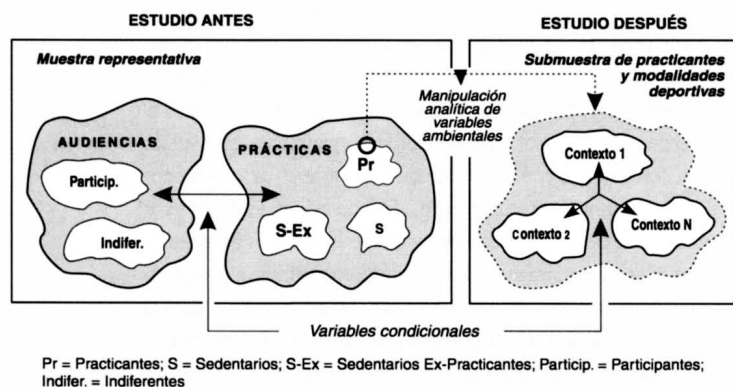 ESTUDIO ANTES
ESTUDIO DESPUÉS
Muestra representativa
AUDIENCIAS
Particip.
Indifer.
PRÁCTICAS
Pr
S-Ex
S
Manipulación
analítica de
variables
ambientales
Submuestra de practicantes
y modalidades
deportivas
Contexto 1
Contexto 2
Contexto N
Variables condicionales
Pr = Practicantes; S = Sedentarios; S-Ex = Sedentarios Ex-Practicantes; Particip. = Participantes;
Indifer. = Indiferentes